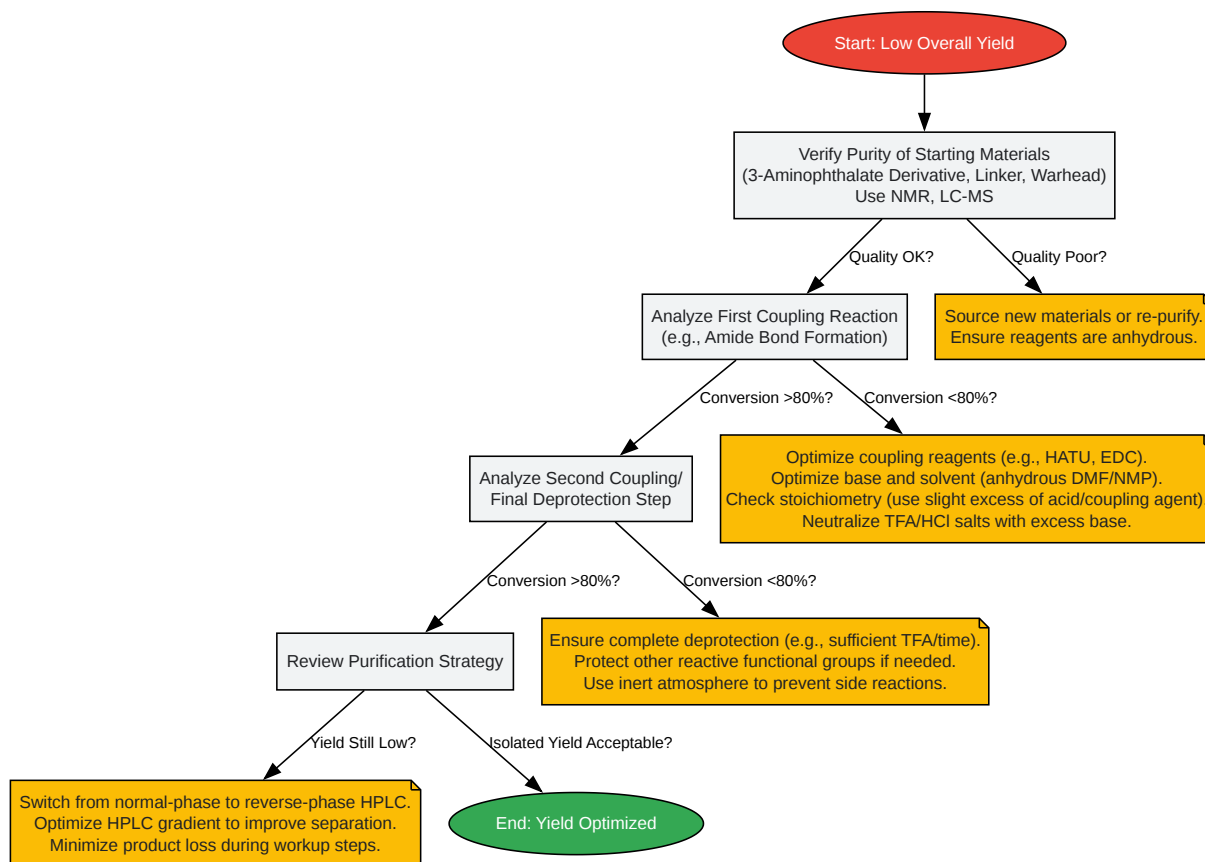 Start: Low Overall Yield
Verify Purity of Starting Materials
(3-Aminophthalate Derivative, Linker, Warhead)
Use NMR, LC-MS
Quality OK?
Quality Poor?
Analyze First Coupling Reaction
(e.g., Amide Bond Formation)
Source new materials or re-purify.
Ensure reagents are anhydrous.
Conversion >80%?
Conversion <80%?
Analyze Second Coupling/
Final Deprotection Step
Optimize coupling reagents (e.g., HATU, EDC).
Optimize base and solvent (anhydrous DMF/NMP).
Check stoichiometry (use slight excess of acid/coupling agent).
Neutralize TFA/HCl salts with excess base.
Conversion >80%?
Conversion <80%?
Review Purification Strategy
Ensure complete deprotection (e.g., sufficient TFA/time).
Protect other reactive functional groups if needed.
Use inert atmosphere to prevent side reactions.
Yield Still Low?
Isolated Yield Acceptable?
Switch from normal-phase to reverse-phase HPLC.
Optimize HPLC gradient to improve separation.
Minimize product loss during workup steps.
End: Yield Optimized